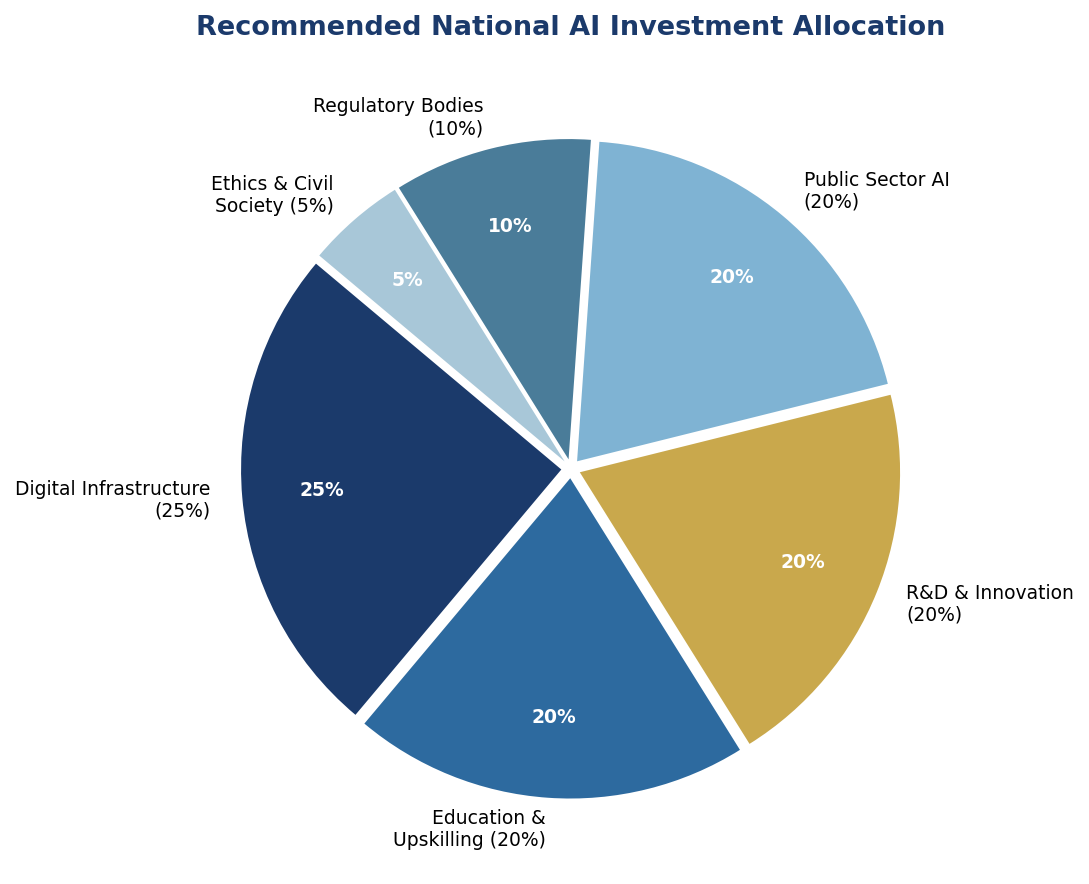 Recommended National AI Investment Allocation
Regulatory Bodies
(10%)
Ethics & Civil
Society (5%)
Public Sector AI
(20%)
10%
20%
5%
Digital Infrastructure
(25%)
25%
20%
R&D & Innovation
(20%)
20%
Education &
Upskilling (20%)